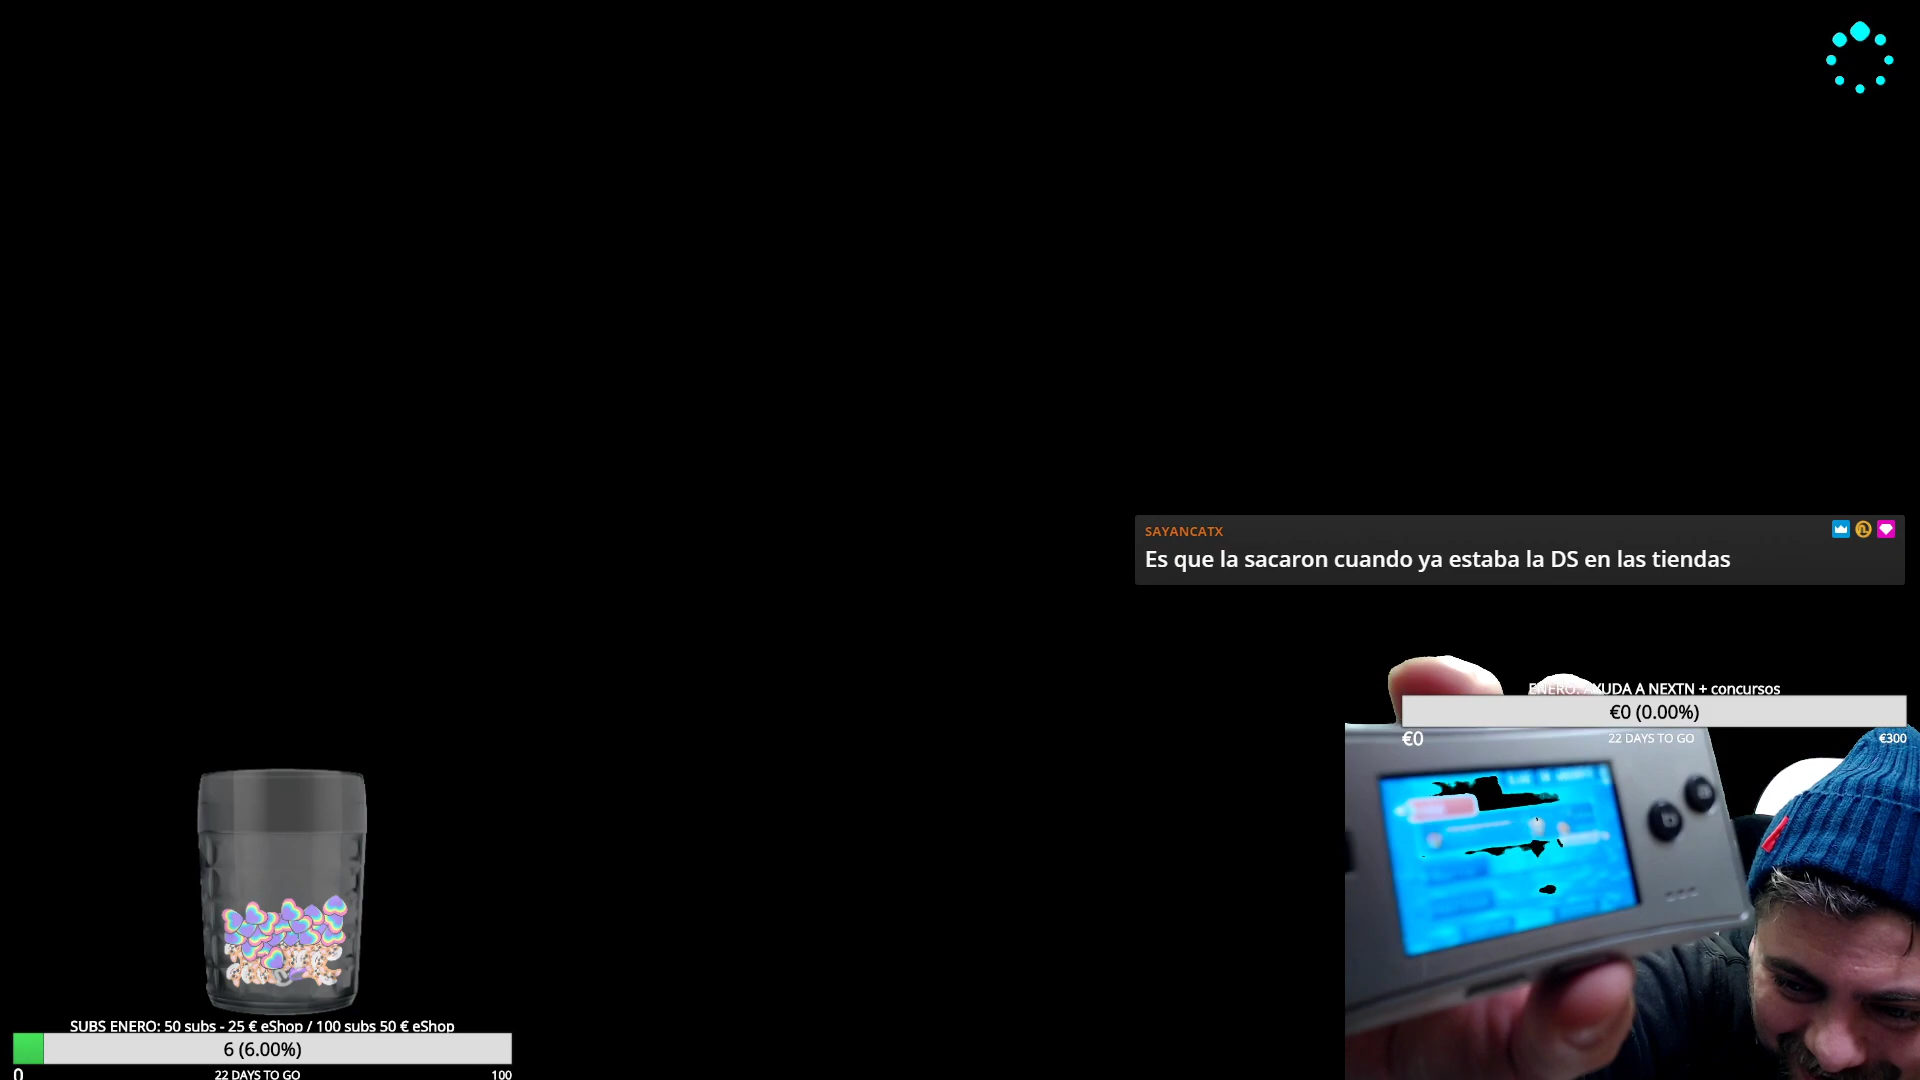 SAYANCATX
Es que la sacaron cuando ya estaba la DS en las tiendas
ENERO: AYUDA A NEXTN + concursos
€0 (0.00%)
€0
22 DAYS TO GO
€300
SUBS ENERO: 50 subs - 25 € eShop / 100 subs 50 € eShop
6 (6.00%)
0
22 DAYS TO GO
100